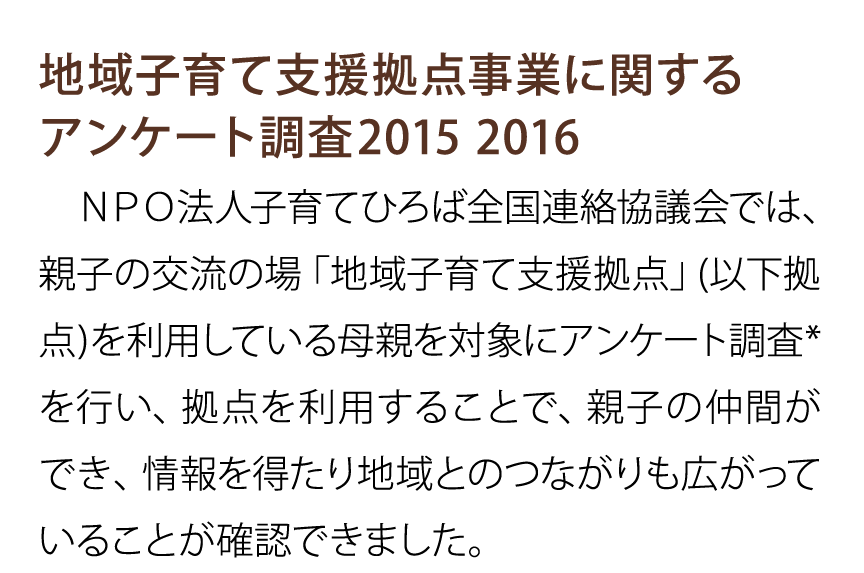 地域子育て支援拠点事業に関する
アンケート調査2015 2016
　ＮＰＯ法人子育てひろば全国連絡協議会では、
親子の交流の場「地域子育て支援拠点」(以下拠
点)を利用している母親を対象にアンケート調査*
を行い、拠点を利用することで、親子の仲間が
でき、情報を得たり地域とのつながりも広がって
いることが確認できました。